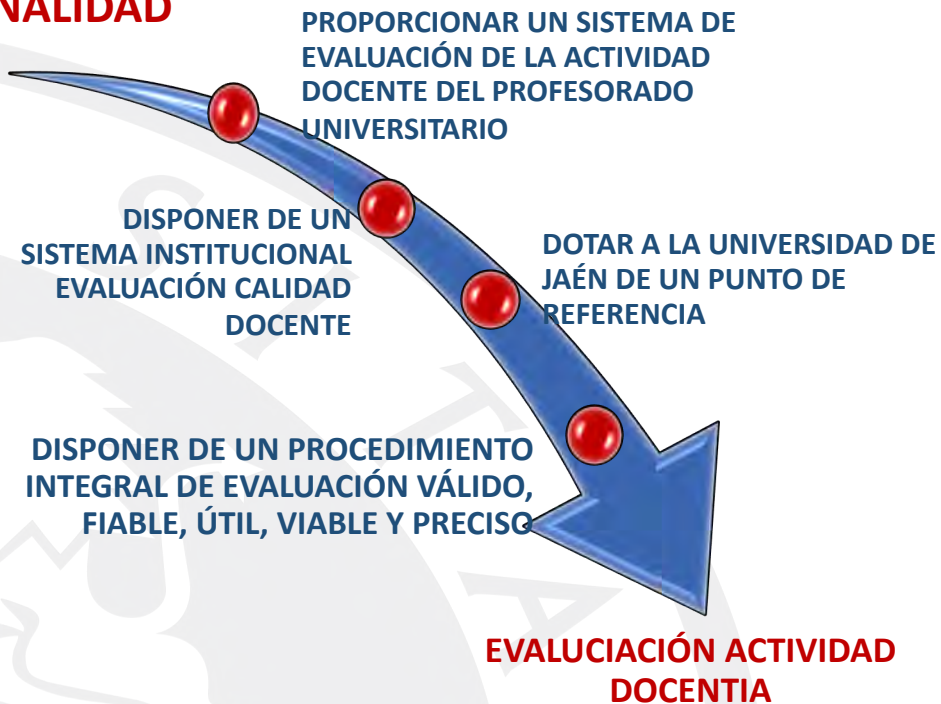 NALIDAD
PROPORCIONAR UN SISTEMA DE
EVALUACIÓN DE LA ACTIVIDAD
DOCENTE DEL PROFESORADO
UNIVERSITARIO
DISPONER DE UN
SISTEMA INSTITUCIONAL
EVALUACIÓN CALIDAD
DOCENTE
DOTAR A LA UNIVERSIDAD DE
JAÉN DE UN PUNTO DE
REFERENCIA
DISPONER DE UN PROCEDIMIENTO
INTEGRAL DE EVALUACIÓN VÁLIDO,
FIABLE, ÚTIL, VIABLE Y PRECISO
EVALUCIACIÓN ACTIVIDAD
DOCENTIA
S I T A